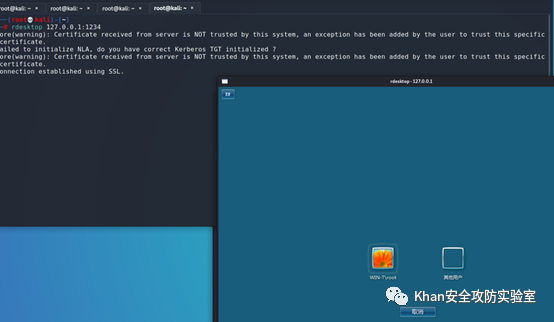 root@kali: ~ × root@kali: ~ × root@kali: ~ × root@kali: ~ ×
(root💀kali)-[~]
# rdesktop 127.0.0.1:1234
ore(warning): Certificate received from server is NOT trusted by this system, an exception has been added by the user to trust this specific
certificate.
ailed to initialize NLA, do you have correct Kerberos TGT initialized ?
ore(warning): Certificate received from server is NOT trusted by this system, an exception has been added by the user to trust this specific
certificate.
onnection established using SSL.
rdesktop - 127.0.0.1
其他用户
Khan安全攻防实验室
取消